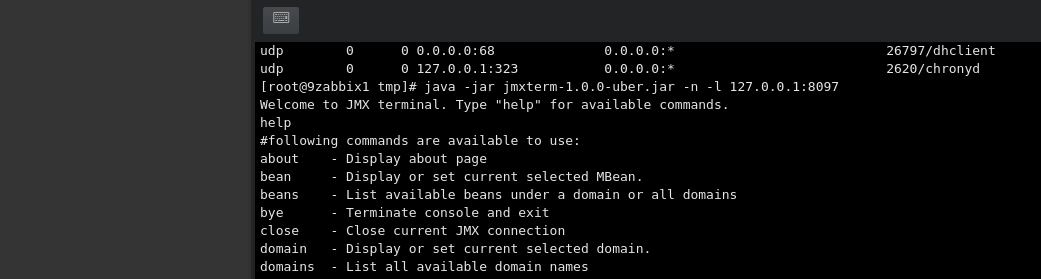 udp        0      0 0.0.0.0:68              0.0.0.0:*                           26797/dhclient
udp        0      0 127.0.0.1:323           0.0.0.0:*                           2620/chronyd
[root@9zabbix1 tmp]# java -jar jmxterm-1.0.0-uber.jar -n -l 127.0.0.1:8097
Welcome to JMX terminal. Type "help" for available commands.
help
#following commands are available to use:
about    - Display about page
bean     - Display or set current selected MBean.
beans    - List available beans under a domain or all domains
bye      - Terminate console and exit
close    - Close current JMX connection
domain   - Display or set current selected domain.
domains  - List all available domain names